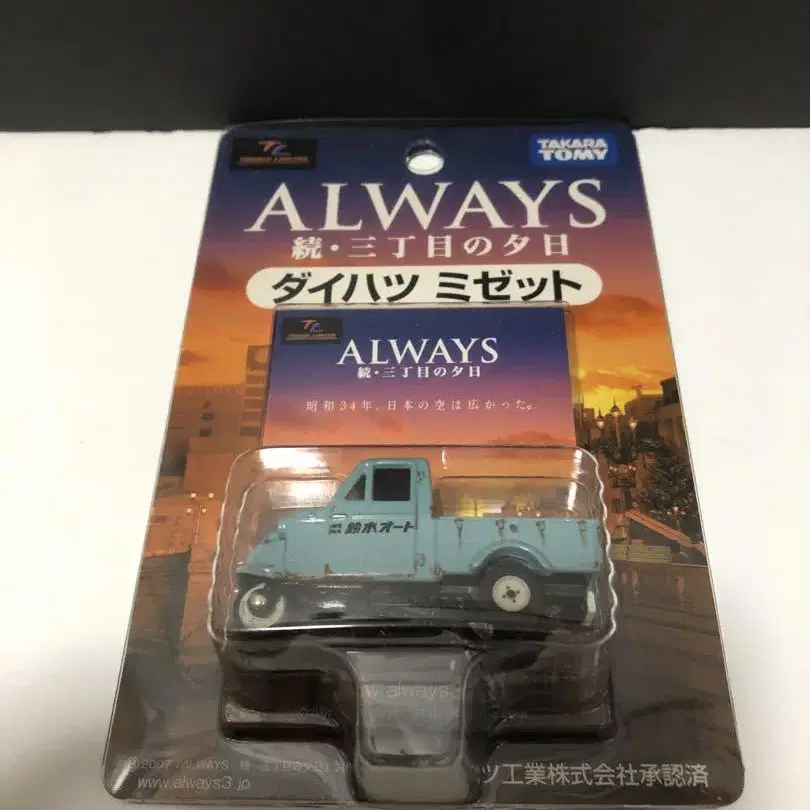 TAKARA
TOMY
ALWAYS
続・三丁目の夕日
ダイハツ ミゼット
ALWAYS
続・三丁目の夕日
昭和34年、日本の空は広かった。
鈴木オート
w.always
2007「ALWAYS
www.always3.jp
ツ工業株式会社承認済